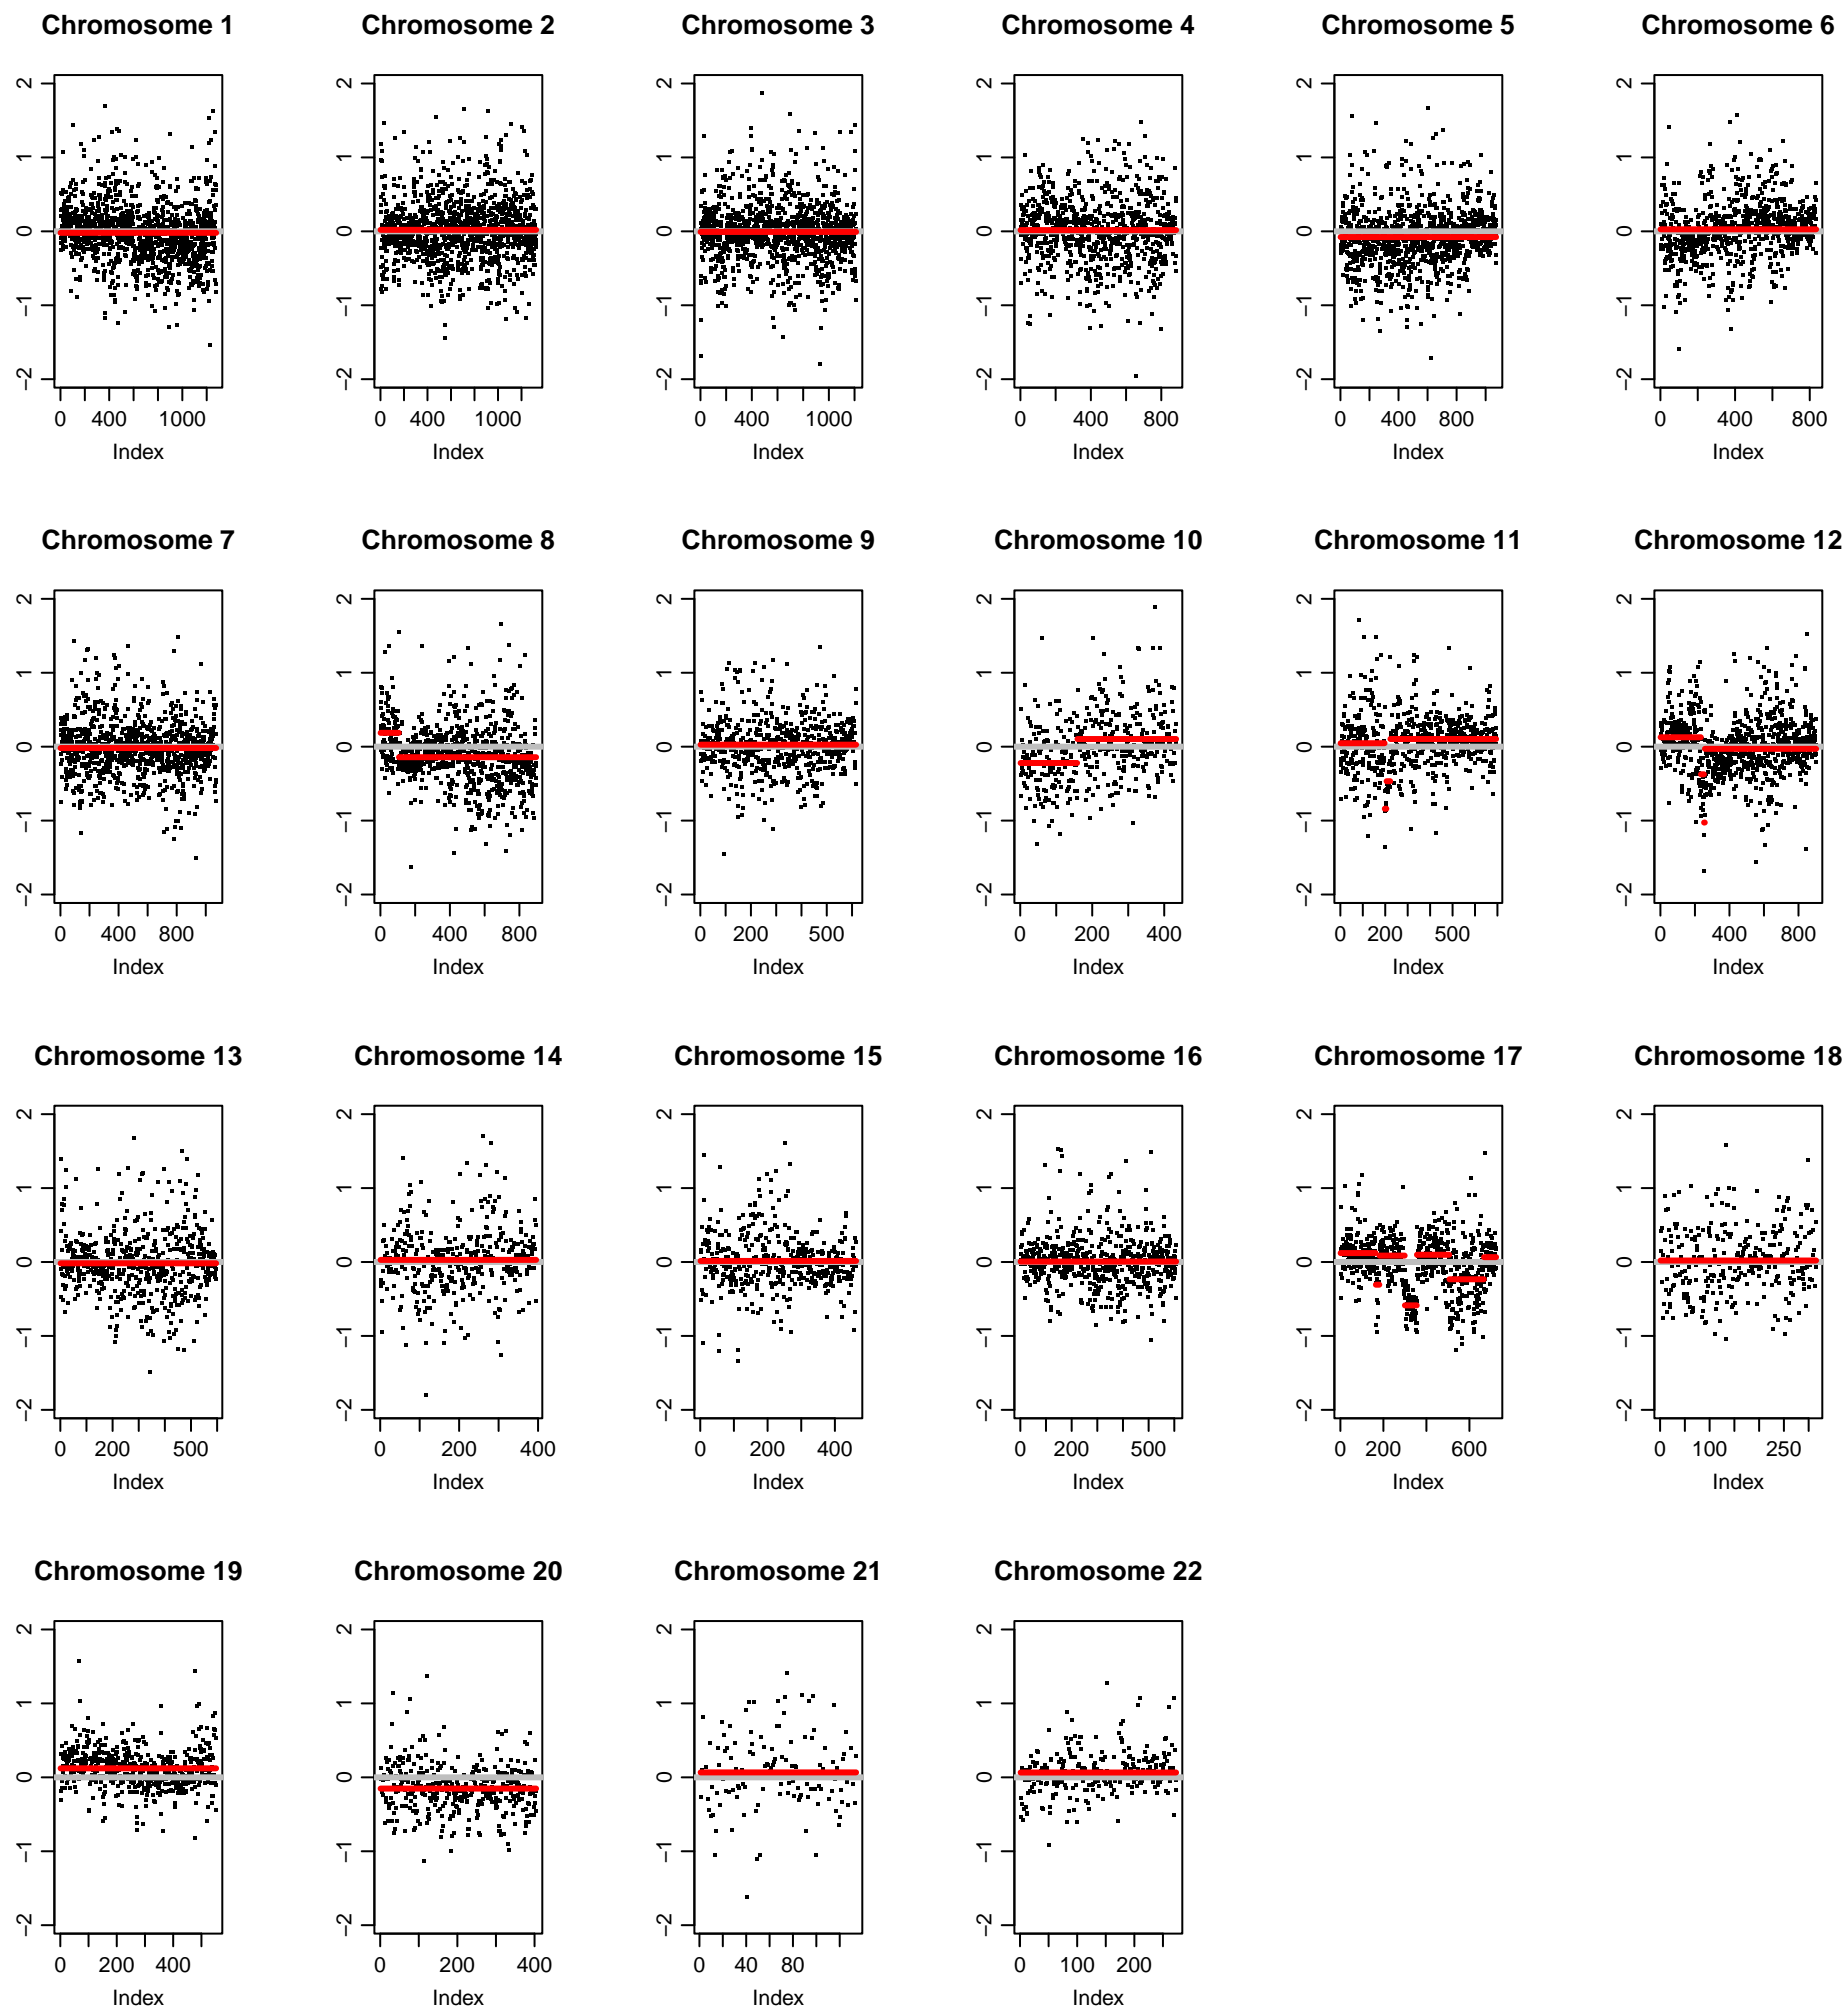 Chromosome 1 Chromosome 2 Chromosome 3 Chromosome 4 Chromosome 5 Chromosome 6
2 2 2 2 2 2
1 1 1 1 1 1
0 0 0 0 0 0
−1 −1 −1 −1 −1 −1
−2 −2 −2 −2 −2 −2
0 400 1000 0 400 1000 0 400 1000 0 400 800 0 400 800 0 400 800
Index Index Index Index Index Index
Chromosome 7 Chromosome 8 Chromosome 9 Chromosome 10 Chromosome 11 Chromosome 12
2 2 2 2 2 2
1 1 1 1 1 1
0 0 0 0 0 0
−1 −1 −1 −1 −1 −1
−2 −2 −2 −2 −2 −2
0 400 800 0 400 800 0 200 500 0 200 400 0 200 500 0 400 800
Index Index Index Index Index Index
Chromosome 13 Chromosome 14 Chromosome 15 Chromosome 16 Chromosome 17 Chromosome 18
2 2 2 2 2 2
1 1 1 1 1 1
0 0 0 0 0 0
−1 −1 −1 −1 −1 −1
−2 −2 −2 −2 −2 −2
0 200 500 0 200 400 0 200 400 0 200 500 0 200 600 0 100 250
Index Index Index Index Index Index
Chromosome 19 Chromosome 20 Chromosome 21 Chromosome 22
2 2 2 2
1 1 1 1
0 0 0 0
−1 −1 −1 −1
−2 −2 −2 −2
0 200 400 0 200 400 0 40 80 0 100 200
Index Index Index Index